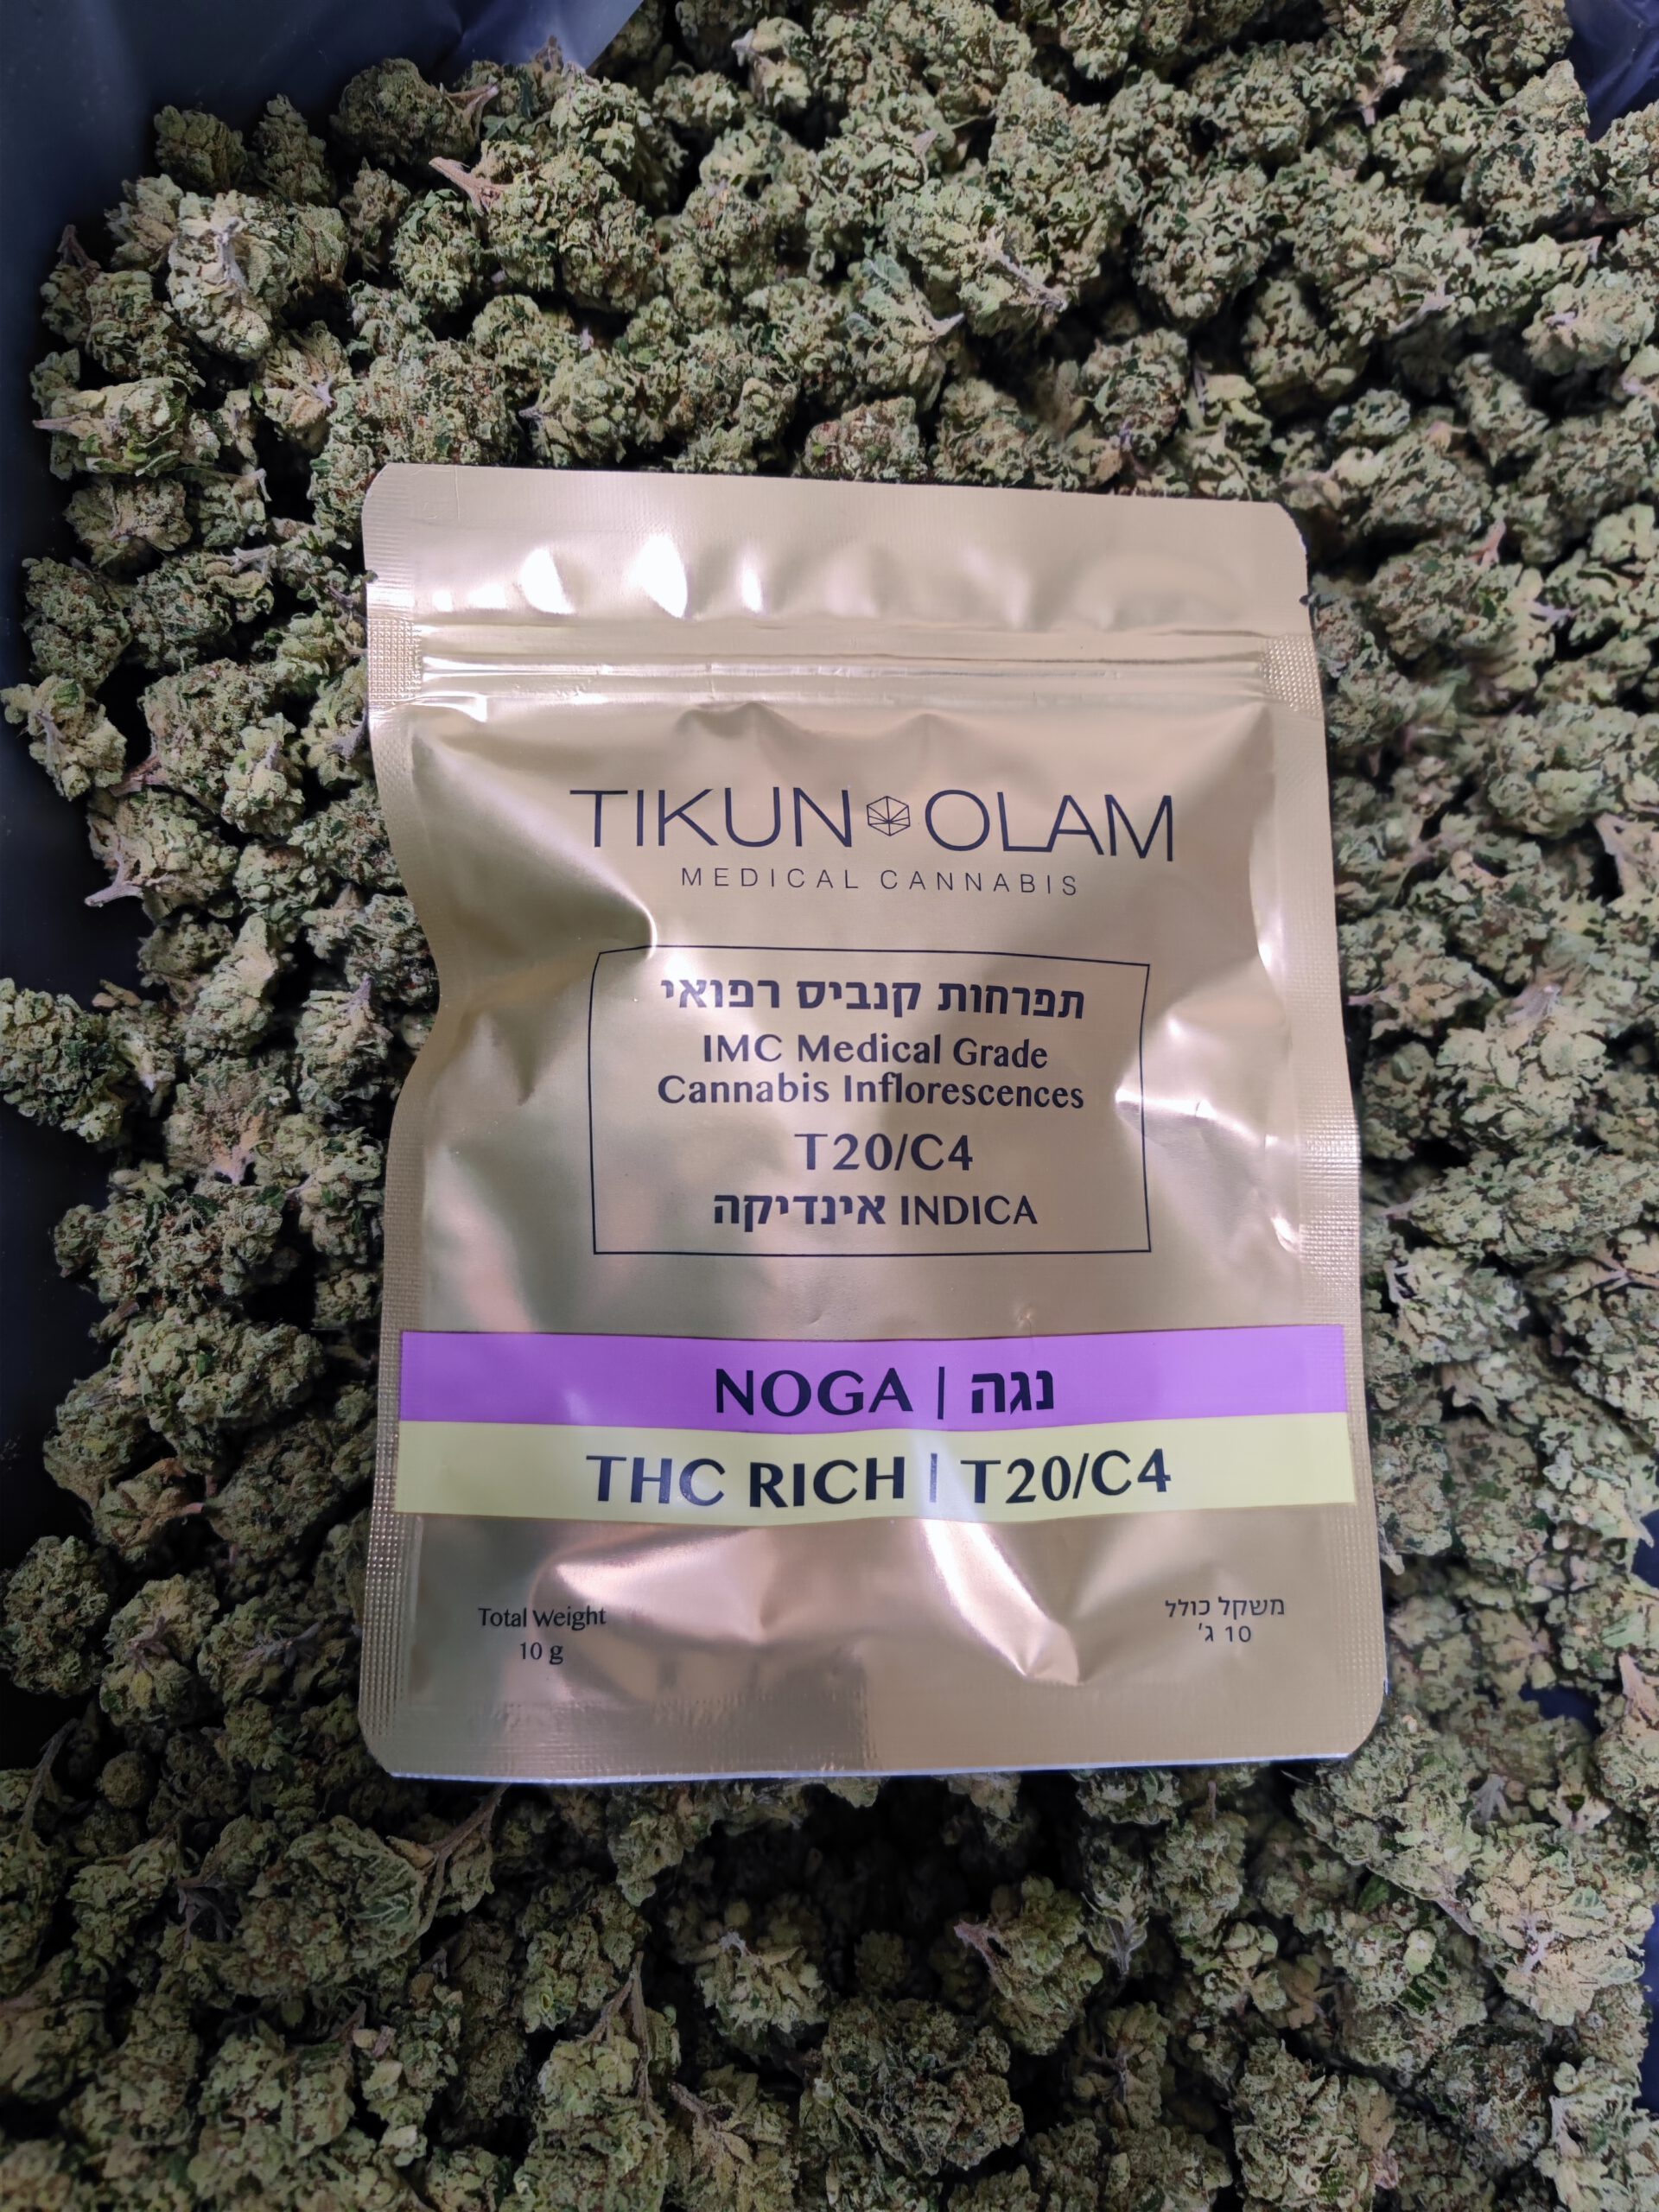 TIKUN OLAM
MEDICAL CANNABIS
תפרחות קנביס רפואי
IMC Medical Grade
Cannabis Inflorescences
T20/C4
אינדיקה INDICA
NOGA | נגה
THC RICH | T20/C4
Total Weight
10 g
משקל כולל
10 ג'